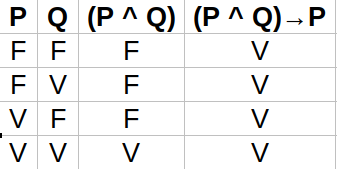 P Q (P ^ Q) (P ^ Q)→P
F F F V
F V F V
V F F V
V V V V